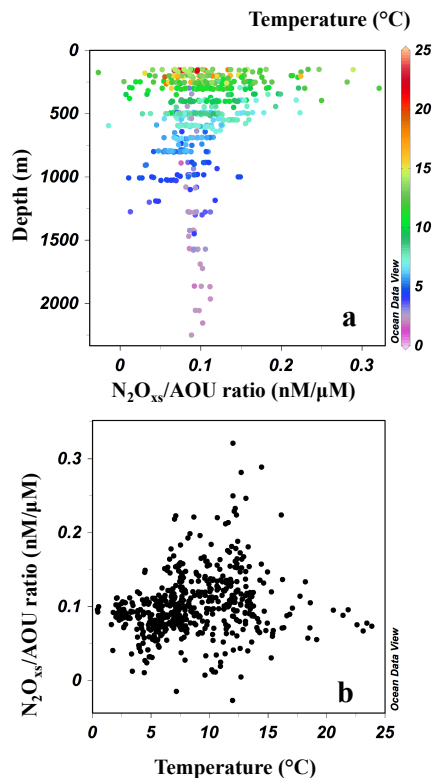 Temperature (°C)
0
500
1000
1500
2000
Depth (m)
0
0.1
0.2
0.3
N₂Oₓₛ/AOU ratio (nM/μM)
a
Ocean Data View
25
20
15
10
5
0
0.3
0.2
0.1
0
N₂Oₓₛ/AOU ratio (nM/μM)
0
5
10
15
20
25
Temperature (°C)
b
Ocean Data View